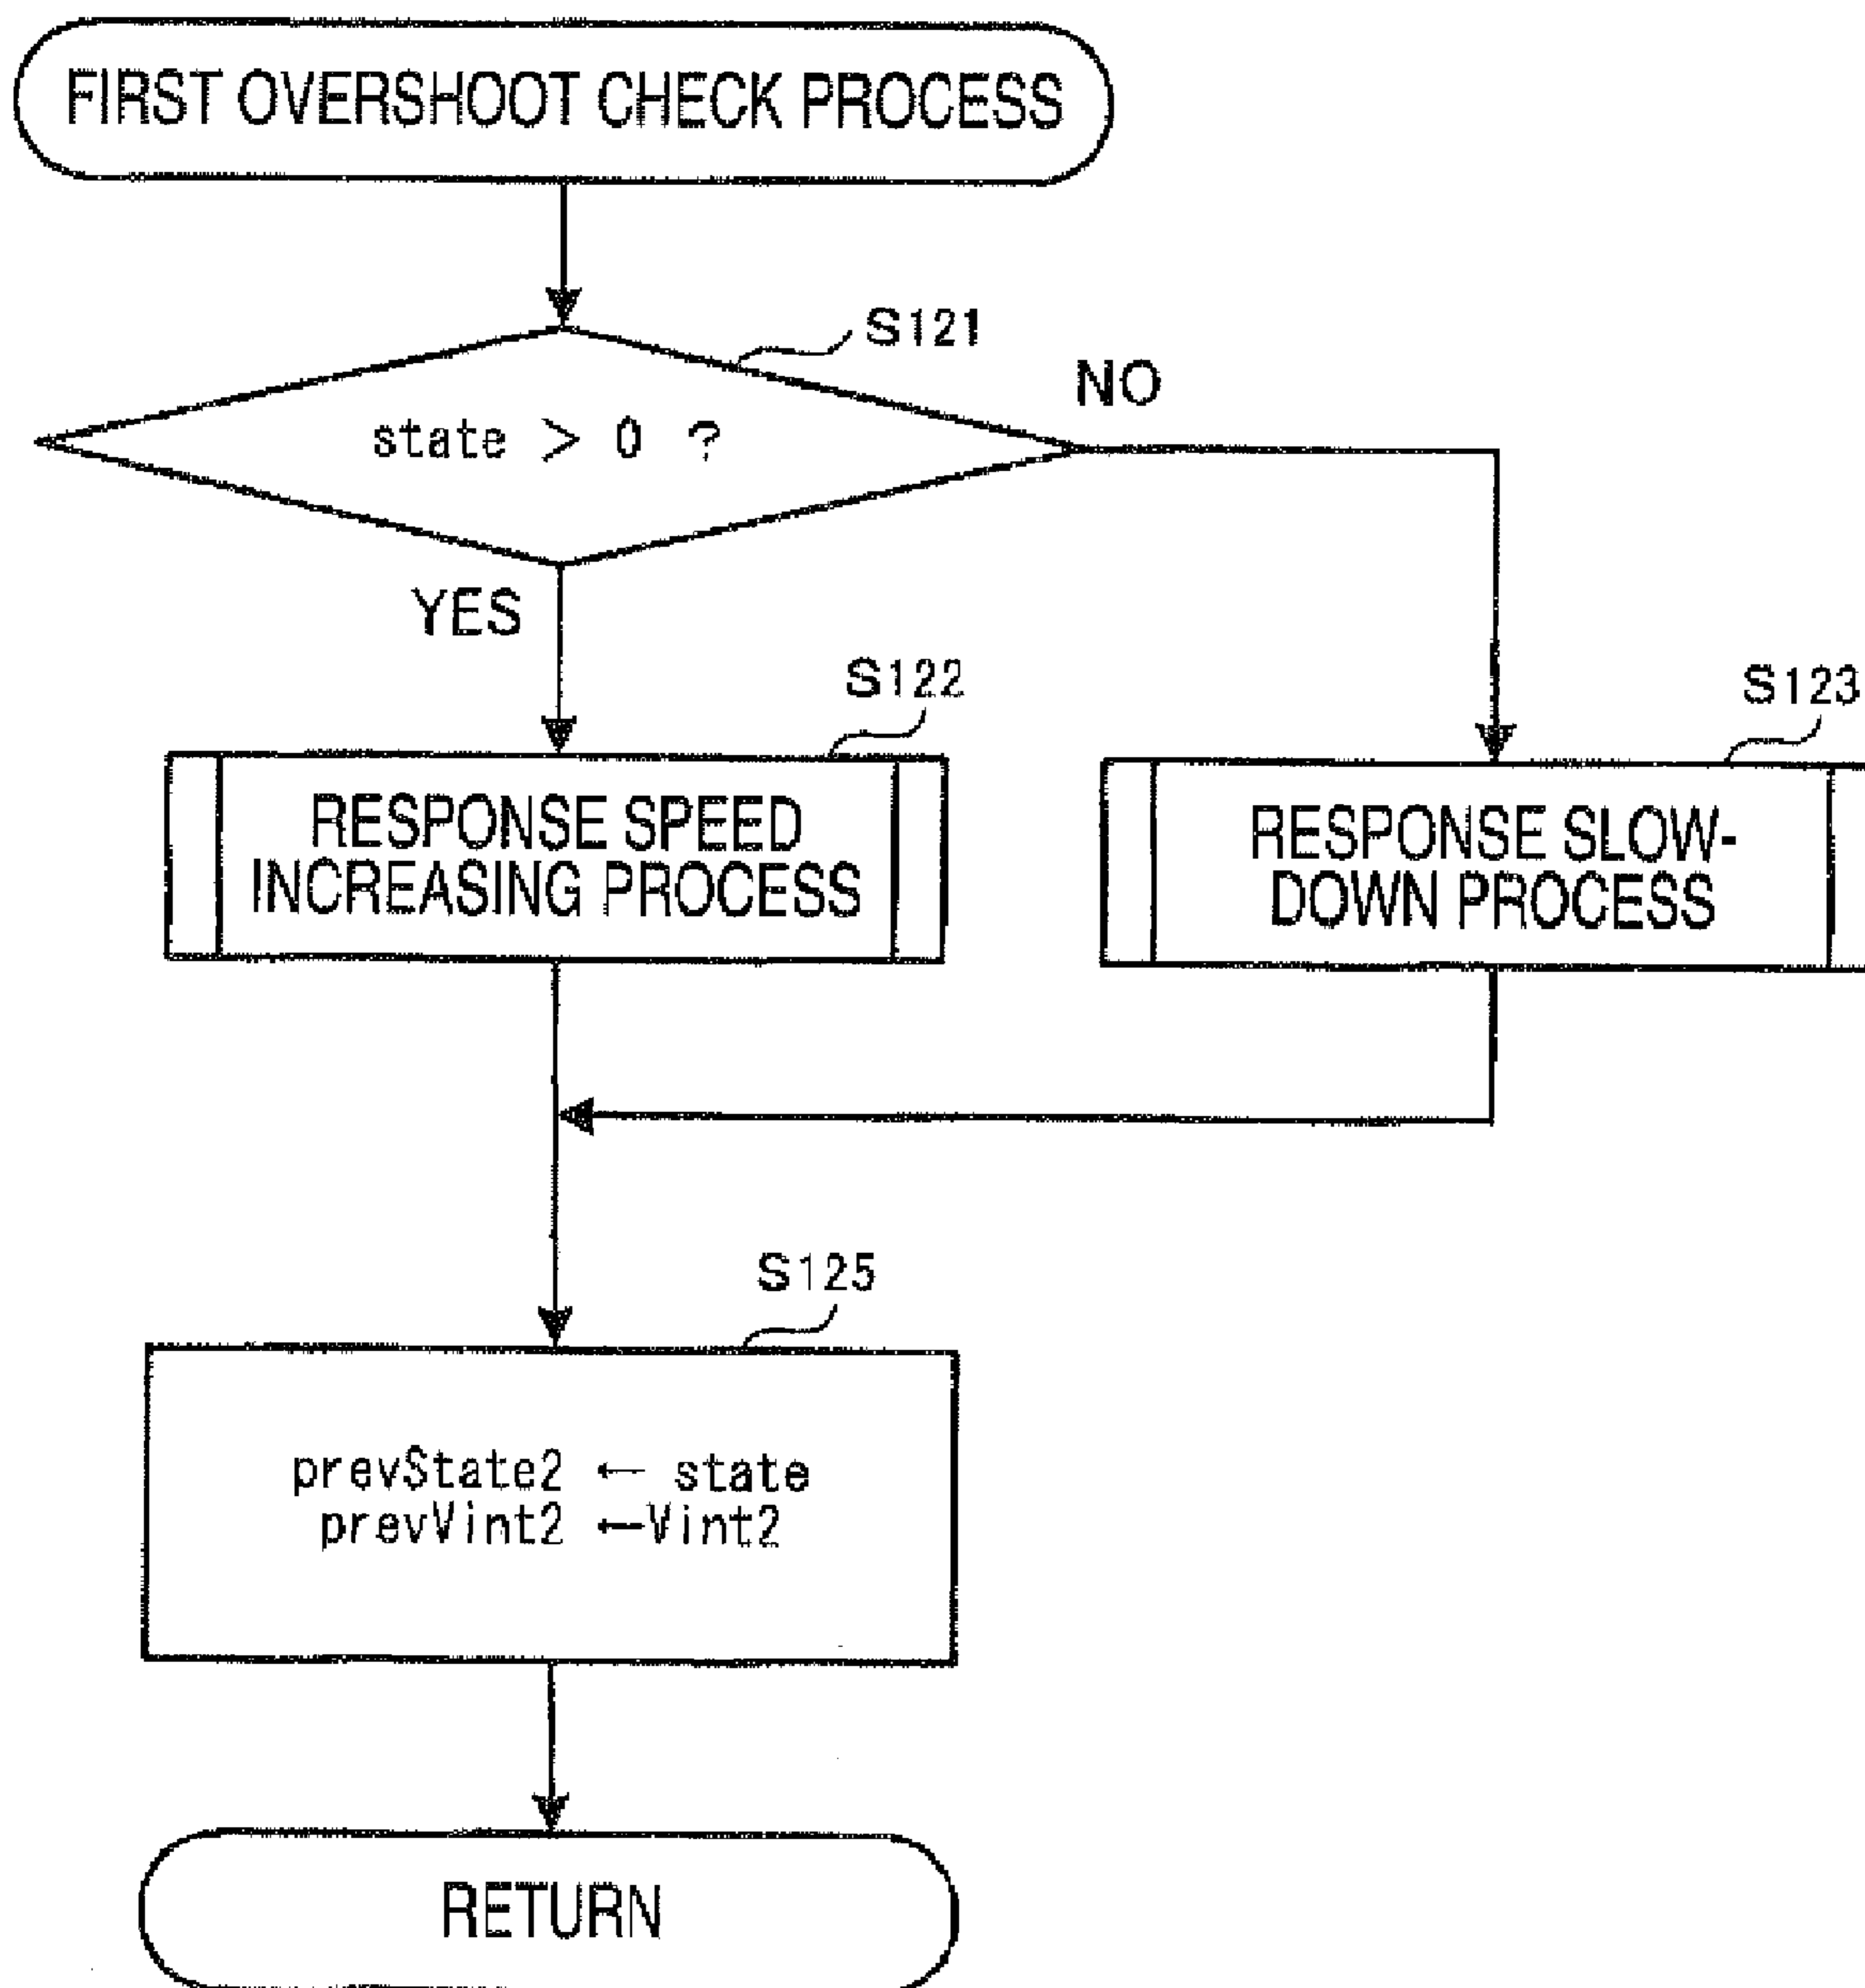 FIRST OVERSHOOT CHECK PROCESS
S121
state > 0 ?
NO
YES
S122
RESPONSE SPEED
INCREASING PROCESS
S123
RESPONSE SLOW-
DOWN PROCESS
S125
prevState2 ← state
prevVint2 ←Vint2
RETURN